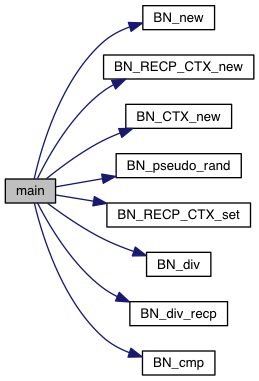 BN_new
BN_RECP_CTX_new
BN_CTX_new
BN_pseudo_rand
main
BN_RECP_CTX_set
BN_div
BN_div_recp
BN_cmp